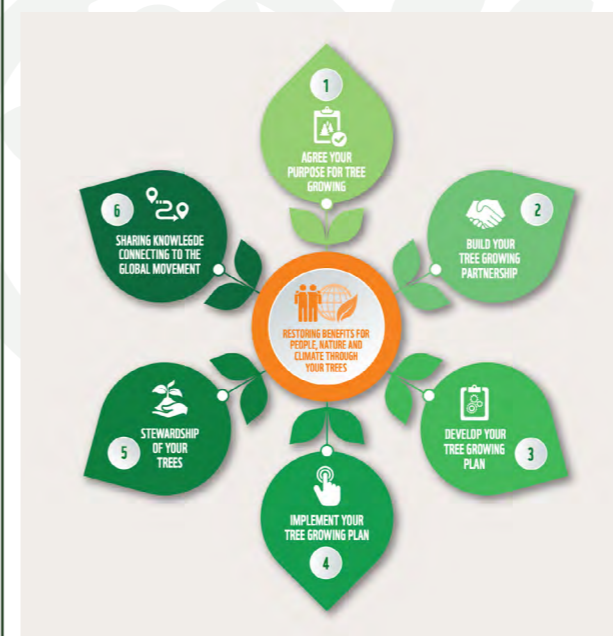 1
AGREE YOUR
PURPOSE FOR TREE
GROWING
2
BUILD YOUR
TREE GROWING
PARTNERSHIP
DEVELOP YOUR
TREE GROWING
PLAN
3
IMPLEMENT YOUR
TREE GROWING PLAN
4
STEWARDSHIP
OF YOUR
TREES
5
6
SHARING KNOWLEGDE
CONNECTING TO THE
GLOBAL MOVEMENT
RESTORING BENEFITS FOR
PEOPLE, NATURE AND
CLIMATE THROUGH
YOUR TREES